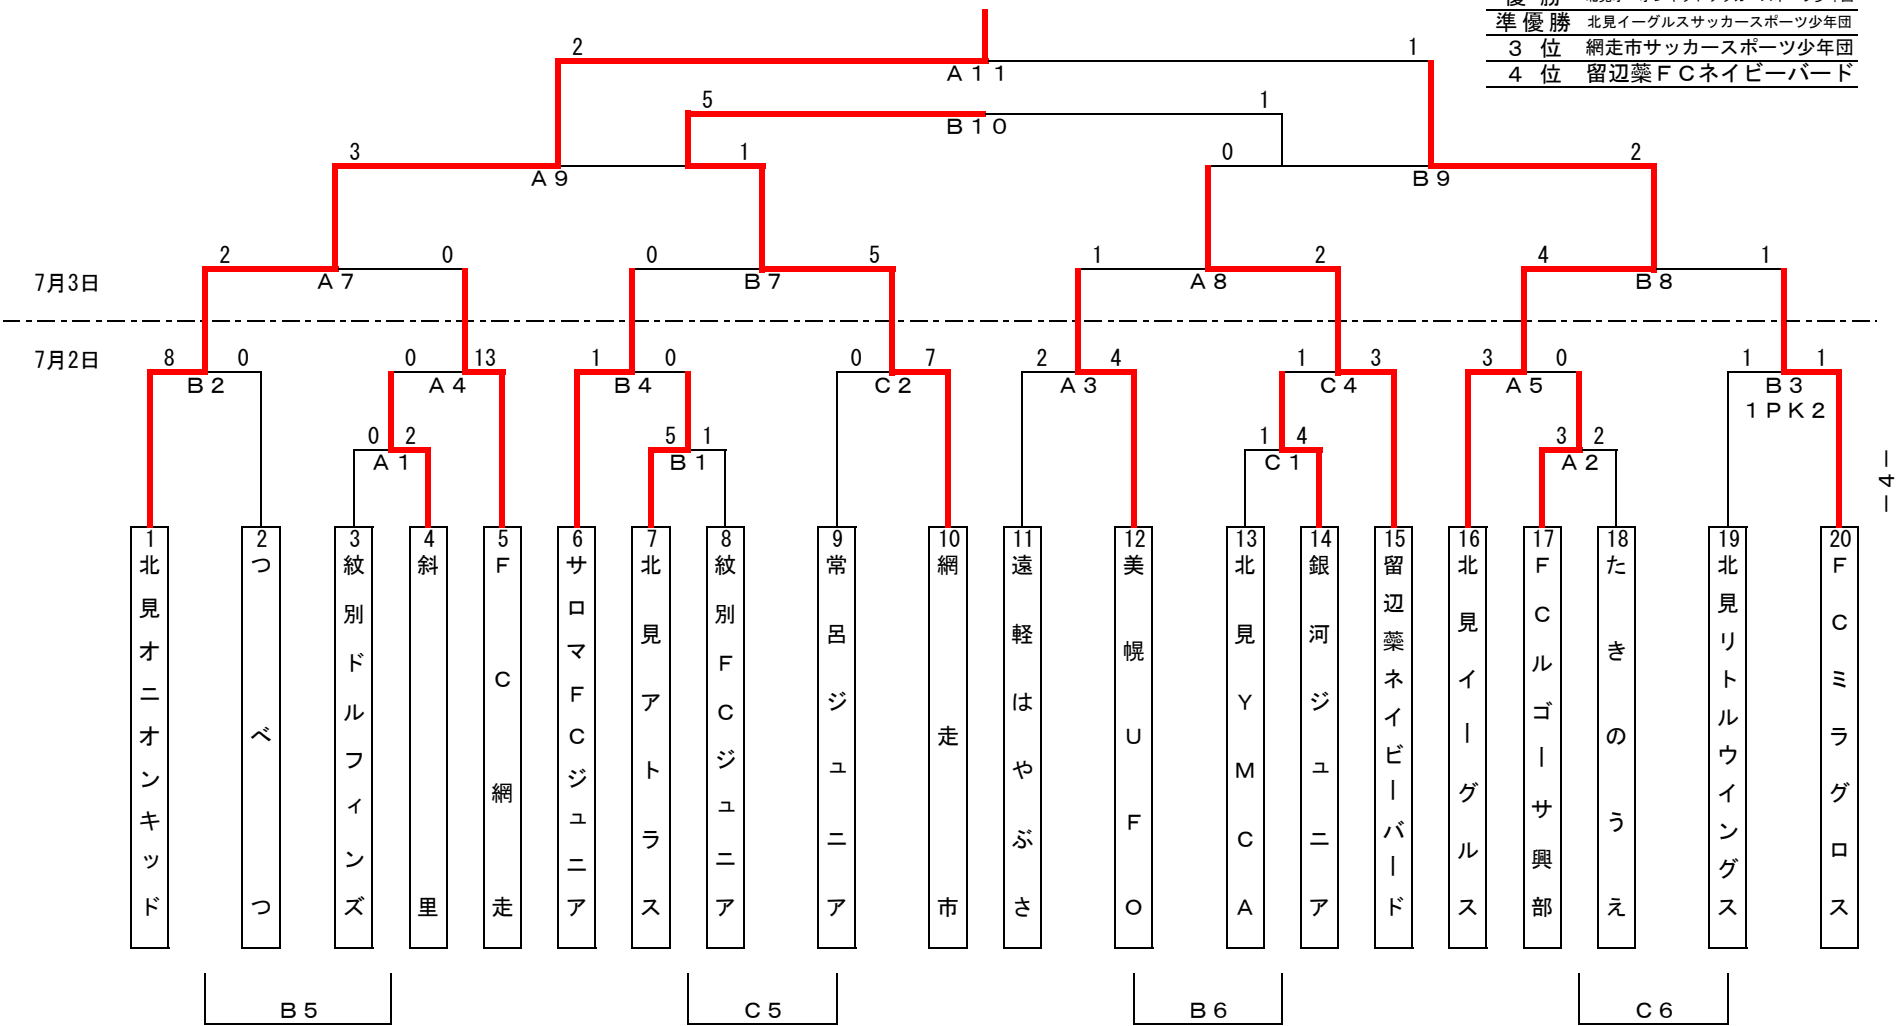 優勝
準優勝 北見イーグルスサッカースポーツ少年団
3位 網走市サッカースポーツ少年団
4位 留辺蘂FCネイビーバード
2 1
A11
5 1
B10
3 1 0 2
A9 B9
2 0 0 5 1 2 4 1
7月3日 A7 B7 A8 B8
7月2日 8 0 0 13 1 0 0 7 2 4 1 3 3 0 1 1
B2 A4 B4 C2 A3 C4 A5 B3
1PK2
0 2 5 1 1 4 3 2
A1 B1 C1 A2
-4-
1 北見オニオンキッド
2 つべつ
3 紋別ドルフィンズ
4 斜里
5 FC網走
6 サロマFCジュニア
7 北見アトラス
8 紋別FCジュニア
9 常呂ジュニア
10 網走市
11 遠軽はやぶさ
12 美幌UFO
13 北見YMCA
14 銀河ジュニア
15 留辺蘂ネイビーバード
16 北見イーグルス
17 FCルゴーサ興部
18 たきのうえ
19 北見リトルウイングス
20 FCミラグロス
B5 C5 B6 C6